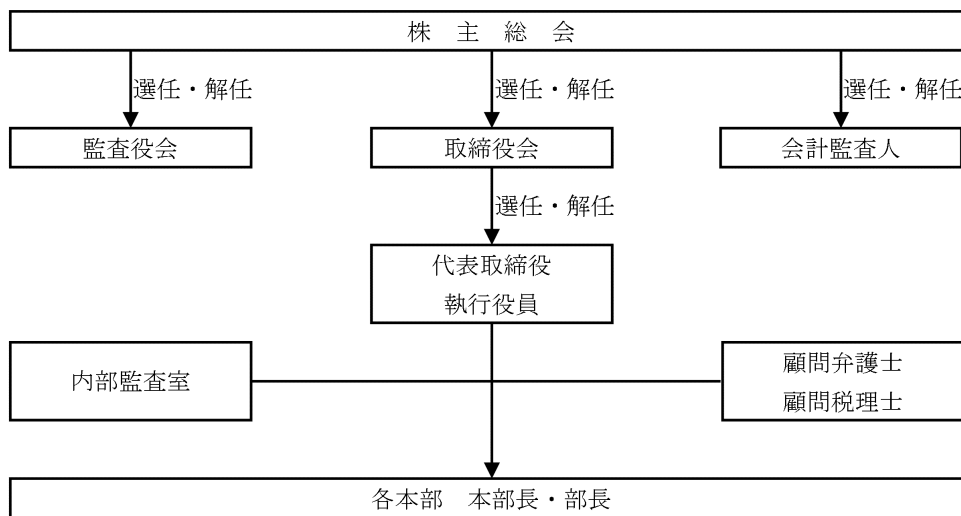 株　主　総　会
選任・解任
選任・解任
選任・解任
監査役会
取締役会
会計監査人
選任・解任
代表取締役
執行役員
内部監査室
顧問弁護士
顧問税理士
各本部　本部長・部長